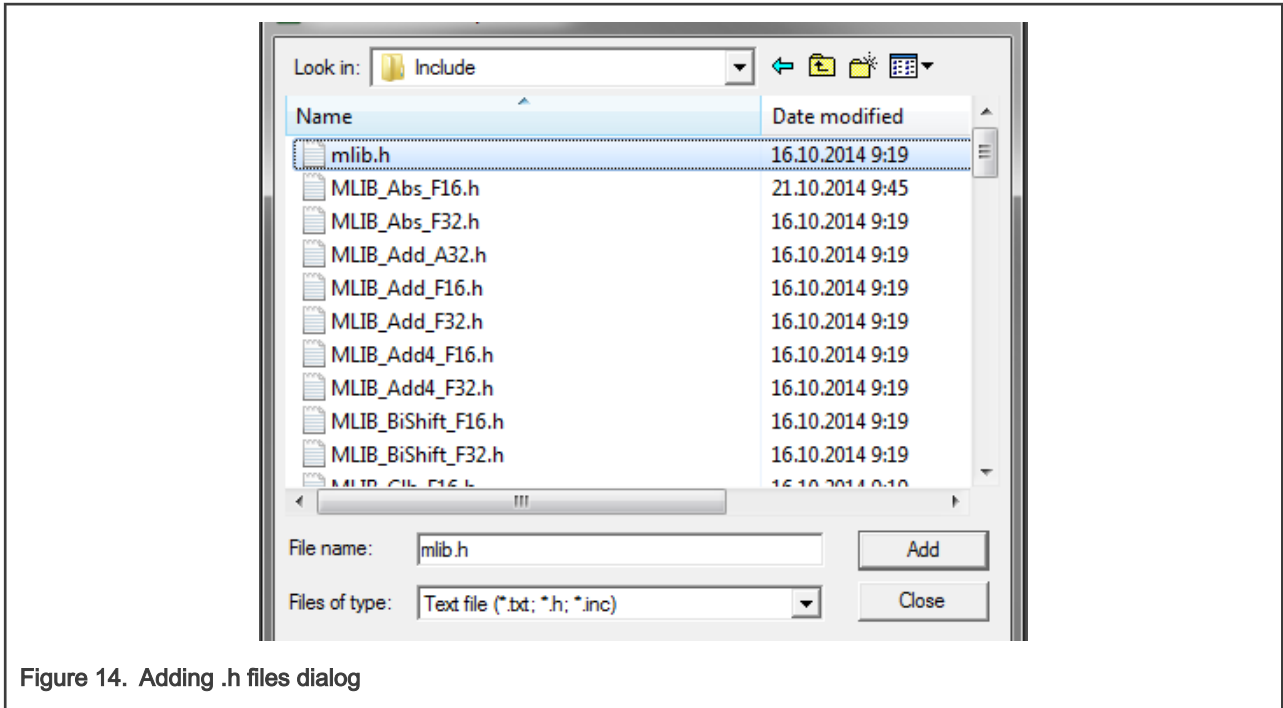 Look in: Include
Name Date modified
mlib.h 16.10.2014 9:19
MLIB_Abs_F16.h 21.10.2014 9:45
MLIB_Abs_F32.h 16.10.2014 9:19
MLIB_Add_A32.h 16.10.2014 9:19
MLIB_Add_F16.h 16.10.2014 9:19
MLIB_Add_F32.h 16.10.2014 9:19
MLIB_Add4_F16.h 16.10.2014 9:19
MLIB_Add4_F32.h 16.10.2014 9:19
MLIB_BiShift_F16.h 16.10.2014 9:19
MLIB_BiShift_F32.h 16.10.2014 9:19
File name: mlib.h Add
Files of type: Text file (*.txt; *.h; *.inc) Close
Figure 14. Adding .h files dialog